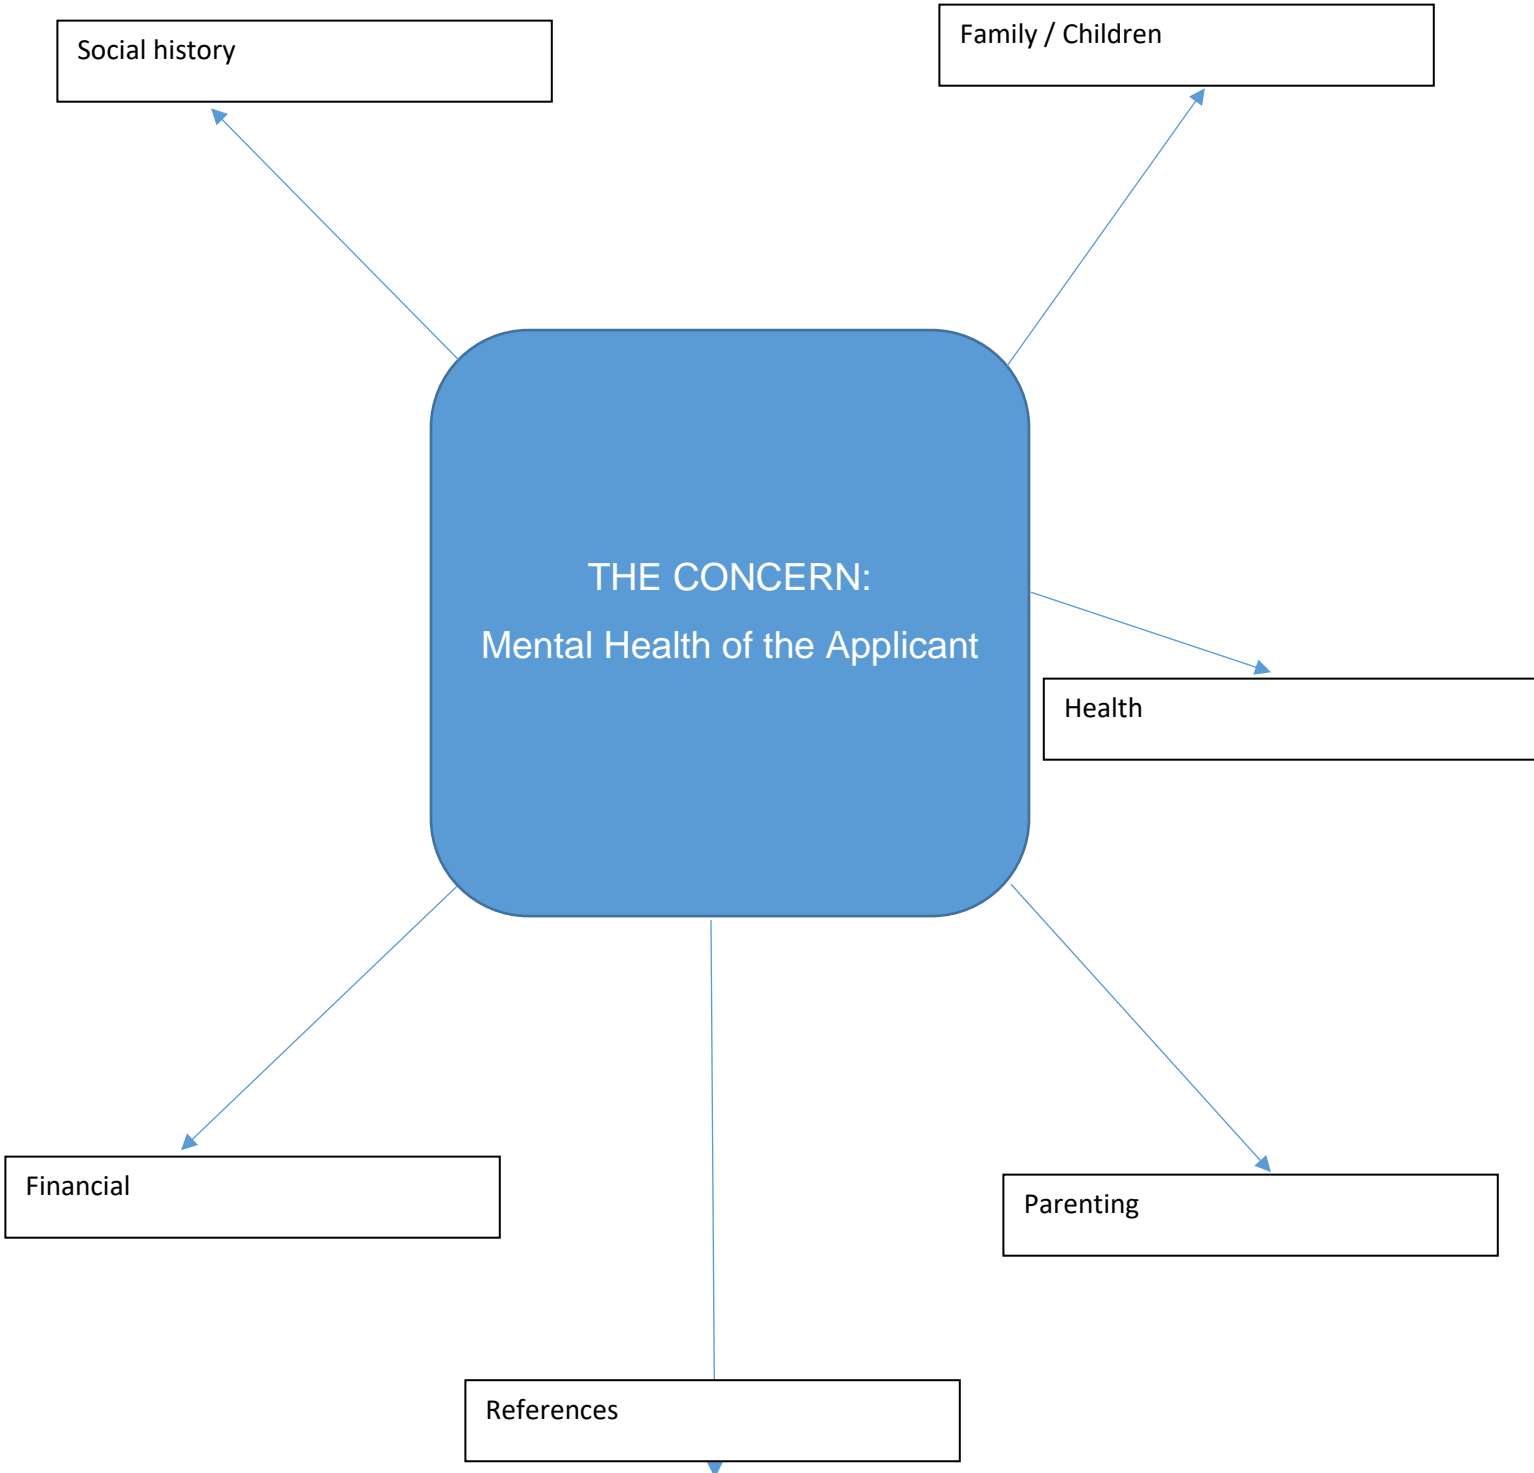 Social history
Family / Children
THE CONCERN:
Mental Health of the Applicant
Health
Financial
Parenting
References